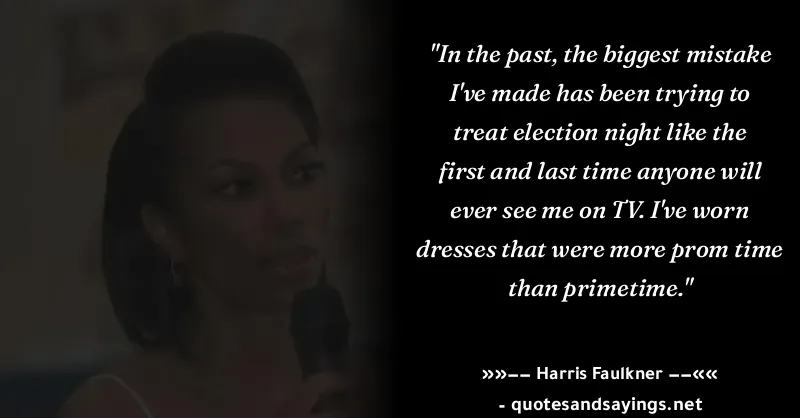 "In the past, the biggest mistake
I've made has been trying to
treat election night like the
first and last time anyone will
ever see me on TV. I've worn
dresses that were more prom time
than primetime."
»»−− Harris Faulkner −−««
- quotesandsayings.net